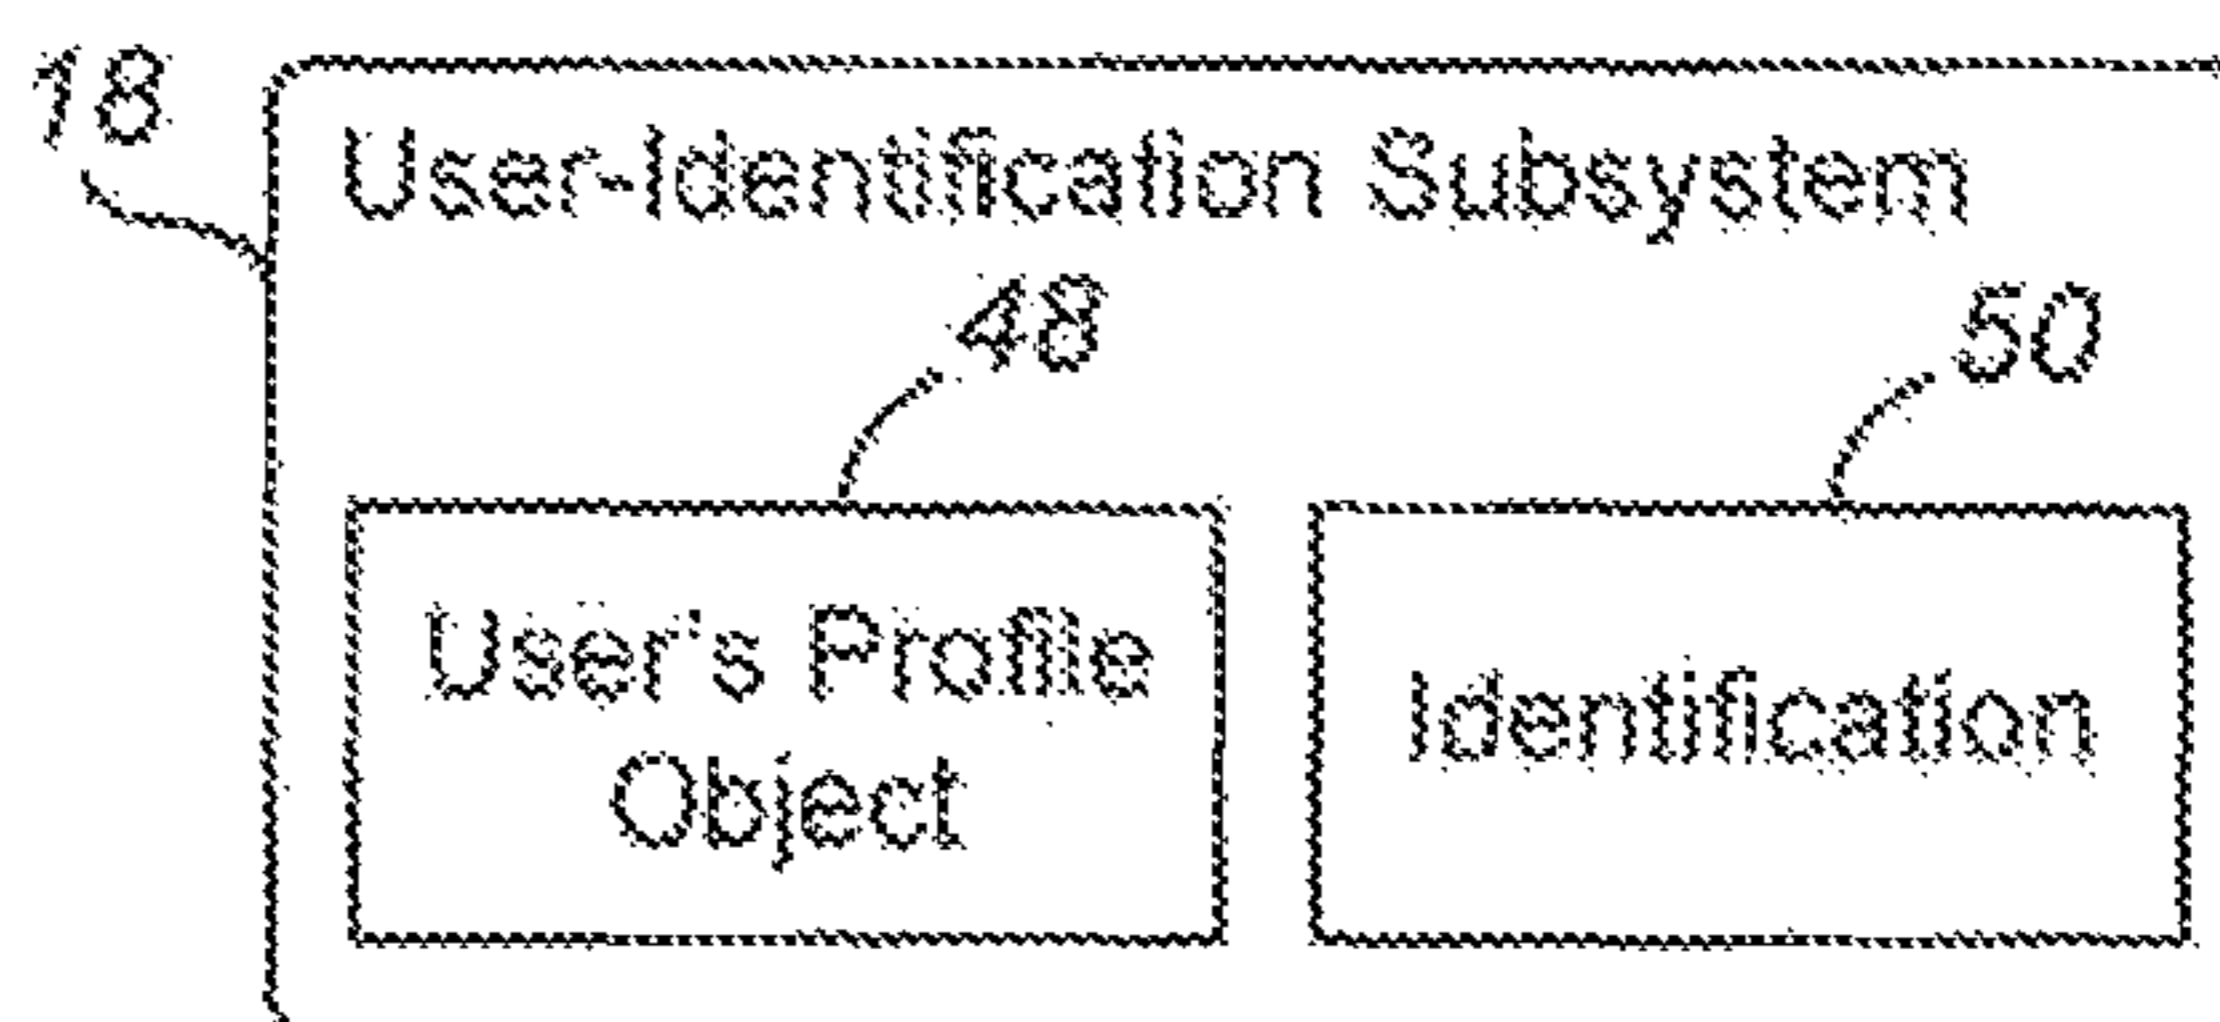 18
User-Identification Subsystem
48
50
User's Profile
Object
Identification